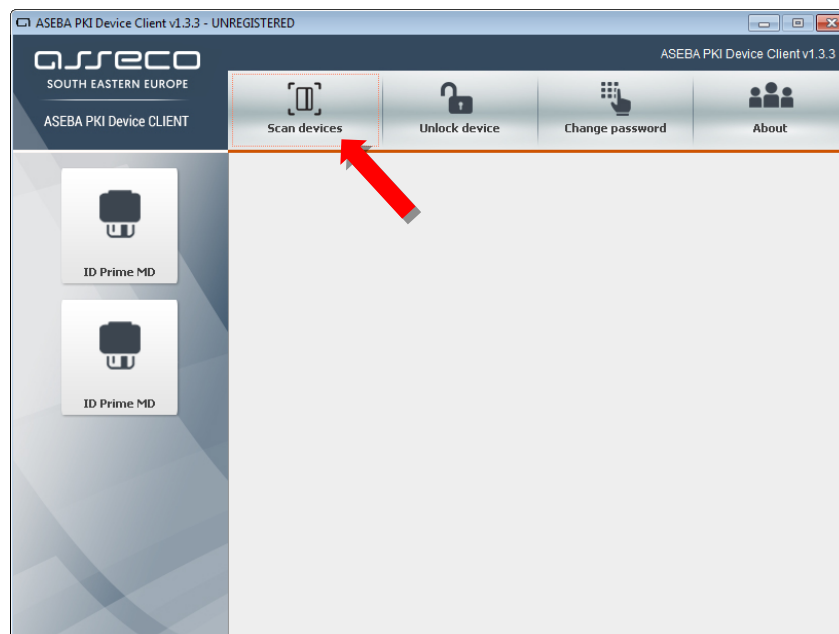 ASEBA PKI Device Client v1.3.3 - UNREGISTERED
asseco
SOUTH EASTERN EUROPE
ASEBA PKI Device CLIENT
ASEBA PKI Device Client v1.3.3
Scan devices
Unlock device
Change password
About
ID Prime MD
ID Prime MD